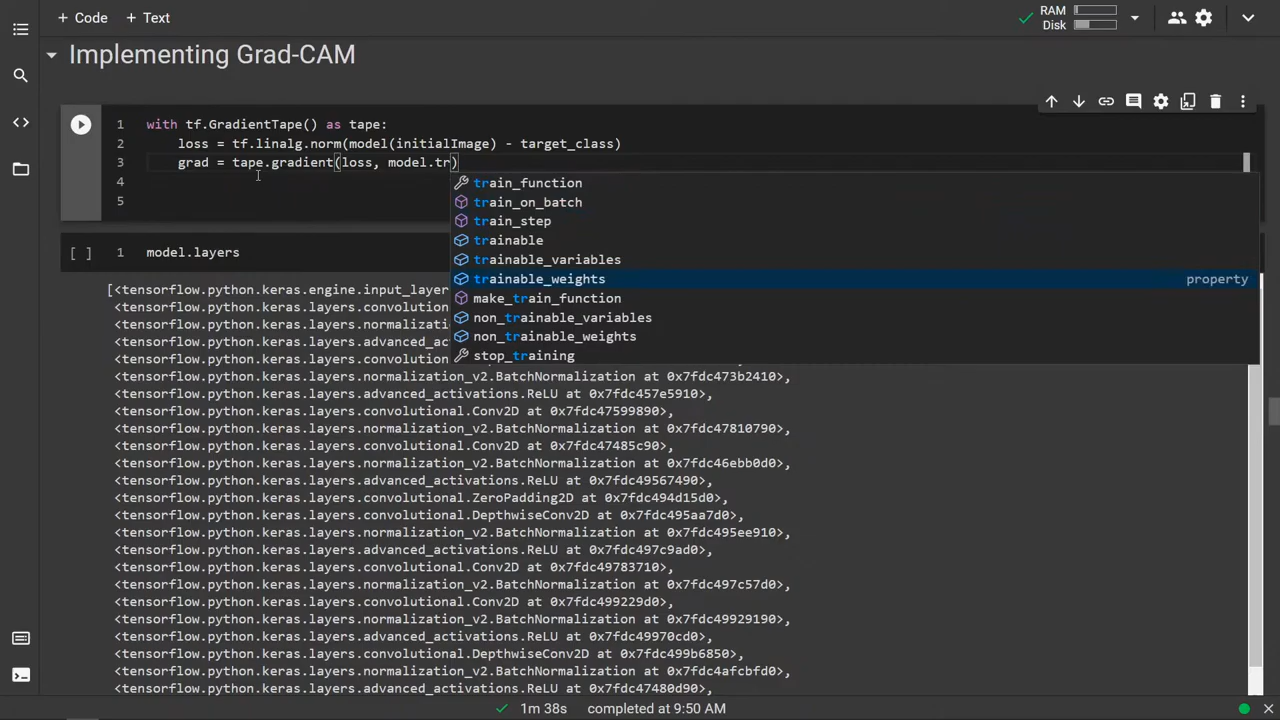 + Code + Text
RAM
Disk
Implementing Grad-CAM
1 with tf.GradientTape() as tape:
2 loss = tf.linalg.norm(model(initialImage) - target_class)
3 grad = tape.gradient(loss, model.tr)
4
5
train_function
train_on_batch
train_step
trainable
trainable_variables
trainable_weights property
make_train_function
non_trainable_variables
non_trainable_weights
stop_training
[ ] 1 model.layers
[<tensorflow.python.keras.engine.input_layer
<tensorflow.python.keras.layers.convolutional
<tensorflow.python.keras.layers.normalizati
<tensorflow.python.keras.layers.advanced_act
<tensorflow.python.keras.layers.convolutional
<tensorflow.python.keras.layers.normalization_v2.BatchNormalization at 0x7fdc473b2410>,
<tensorflow.python.keras.layers.advanced_activations.ReLU at 0x7fdc457e5910>,
<tensorflow.python.keras.layers.convolutional.Conv2D at 0x7fdc47599890>,
<tensorflow.python.keras.layers.normalization_v2.BatchNormalization at 0x7fdc47810790>,
<tensorflow.python.keras.layers.convolutional.Conv2D at 0x7fdc47485c90>,
<tensorflow.python.keras.layers.normalization_v2.BatchNormalization at 0x7fdc46ebb0d0>,
<tensorflow.python.keras.layers.advanced_activations.ReLU at 0x7fdc49567490>,
<tensorflow.python.keras.layers.convolutional.ZeroPadding2D at 0x7fdc494d15d0>,
<tensorflow.python.keras.layers.convolutional.DepthwiseConv2D at 0x7fdc495aa7d0>,
<tensorflow.python.keras.layers.normalization_v2.BatchNormalization at 0x7fdc495ee910>,
<tensorflow.python.keras.layers.advanced_activations.ReLU at 0x7fdc497c9ad0>,
<tensorflow.python.keras.layers.convolutional.Conv2D at 0x7fdc49783710>,
<tensorflow.python.keras.layers.normalization_v2.BatchNormalization at 0x7fdc497c57d0>,
<tensorflow.python.keras.layers.convolutional.Conv2D at 0x7fdc499229d0>,
<tensorflow.python.keras.layers.normalization_v2.BatchNormalization at 0x7fdc49929190>,
<tensorflow.python.keras.layers.advanced_activations.ReLU at 0x7fdc49970cd0>,
<tensorflow.python.keras.layers.convolutional.DepthwiseConv2D at 0x7fdc499b6850>,
<tensorflow.python.keras.layers.normalization_v2.BatchNormalization at 0x7fdc4afcbfd0>,
<tensorflow.python.keras.layers.advanced_activations.ReLU at 0x7fdc47480d90>,
1m 38s completed at 9:50 AM